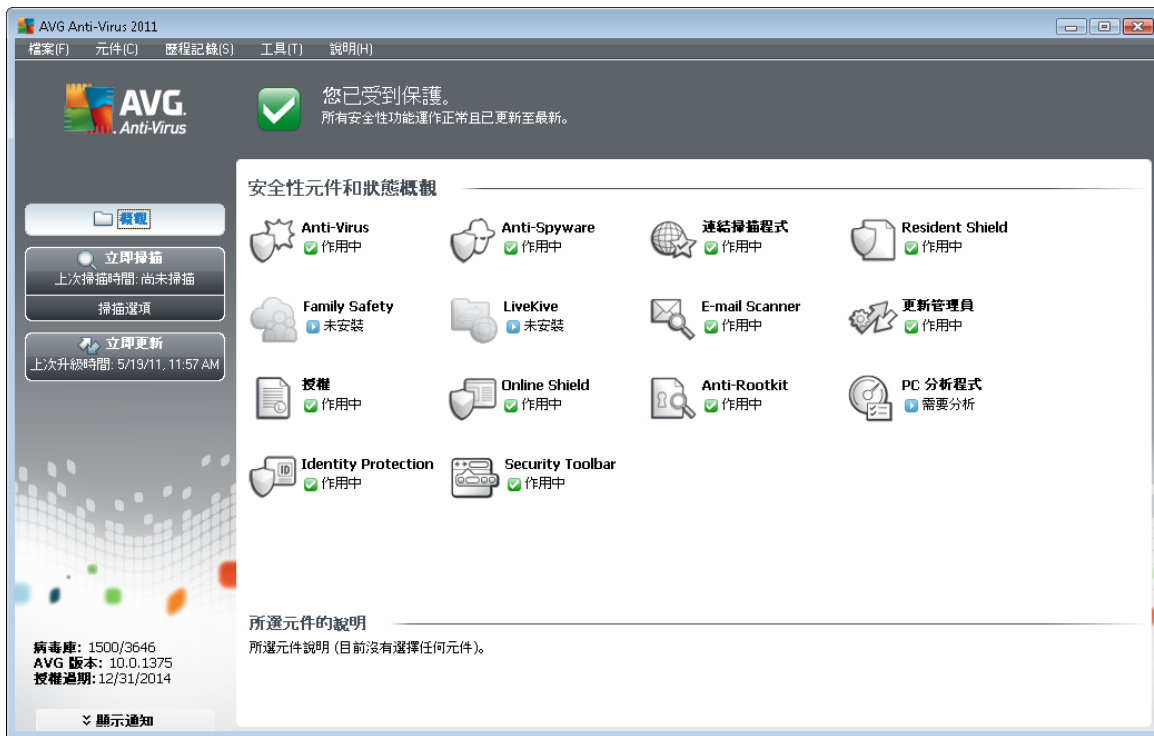 AVG Anti-Virus 2011
檔案(F) 元件(C) 歷程記錄(S) 工具(T) 說明(H)
AVG.
Anti-Virus
您已受到保護。
所有安全性功能運作正常且已更新至最新。
概觀
立即掃描
上次掃描時間: 尚未掃描
掃描選項
立即更新
上次升級時間: 5/19/11, 11:57 AM
病毒庫: 1500/3646
AVG 版本: 10.0.1375
授權過期: 12/31/2014
顯示通知
安全性元件和狀態概觀
Anti-Virus
作用中
Anti-Spyware
作用中
連結掃描程式
作用中
Resident Shield
作用中
Family Safety
未安裝
LiveKive
未安裝
E-mail Scanner
作用中
更新管理員
作用中
授權
作用中
Online Shield
作用中
Anti-Rootkit
作用中
PC 分析程式
需要分析
ID
Identity Protection
作用中
Security Toolbar
作用中
所選元件的說明
所選元件說明 (目前沒有選擇任何元件)。